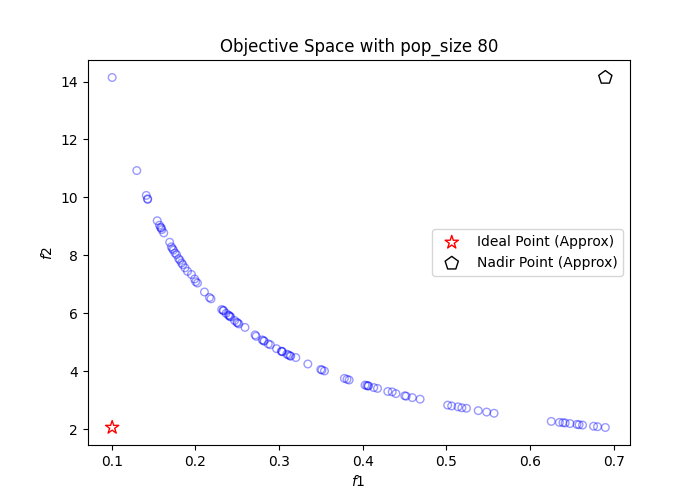 Objective Space with pop_size 80
14
12
10
8
6
4
2
f2
Ideal Point (Approx)
Nadir Point (Approx)
0.1 0.2 0.3 0.4 0.5 0.6 0.7
f1